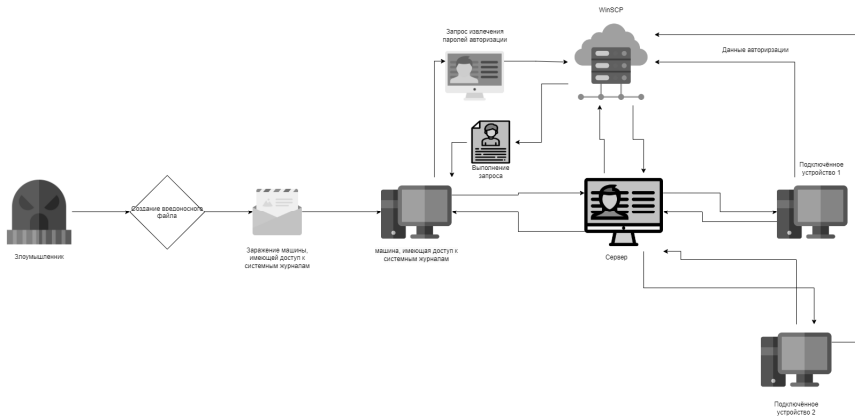 WinSCP
Запрос извлечения
паролей авторизации
Данные авторирзации
Выполнение
запроса
Подключённое
устройство 1
Создание вредоносного
файла
Злоумышленник
Заражение машины,
имеющей доступ к
системным журналам
машина, имеющая доступ к
системным журналам
Сервер
Подключённое
устройство 2